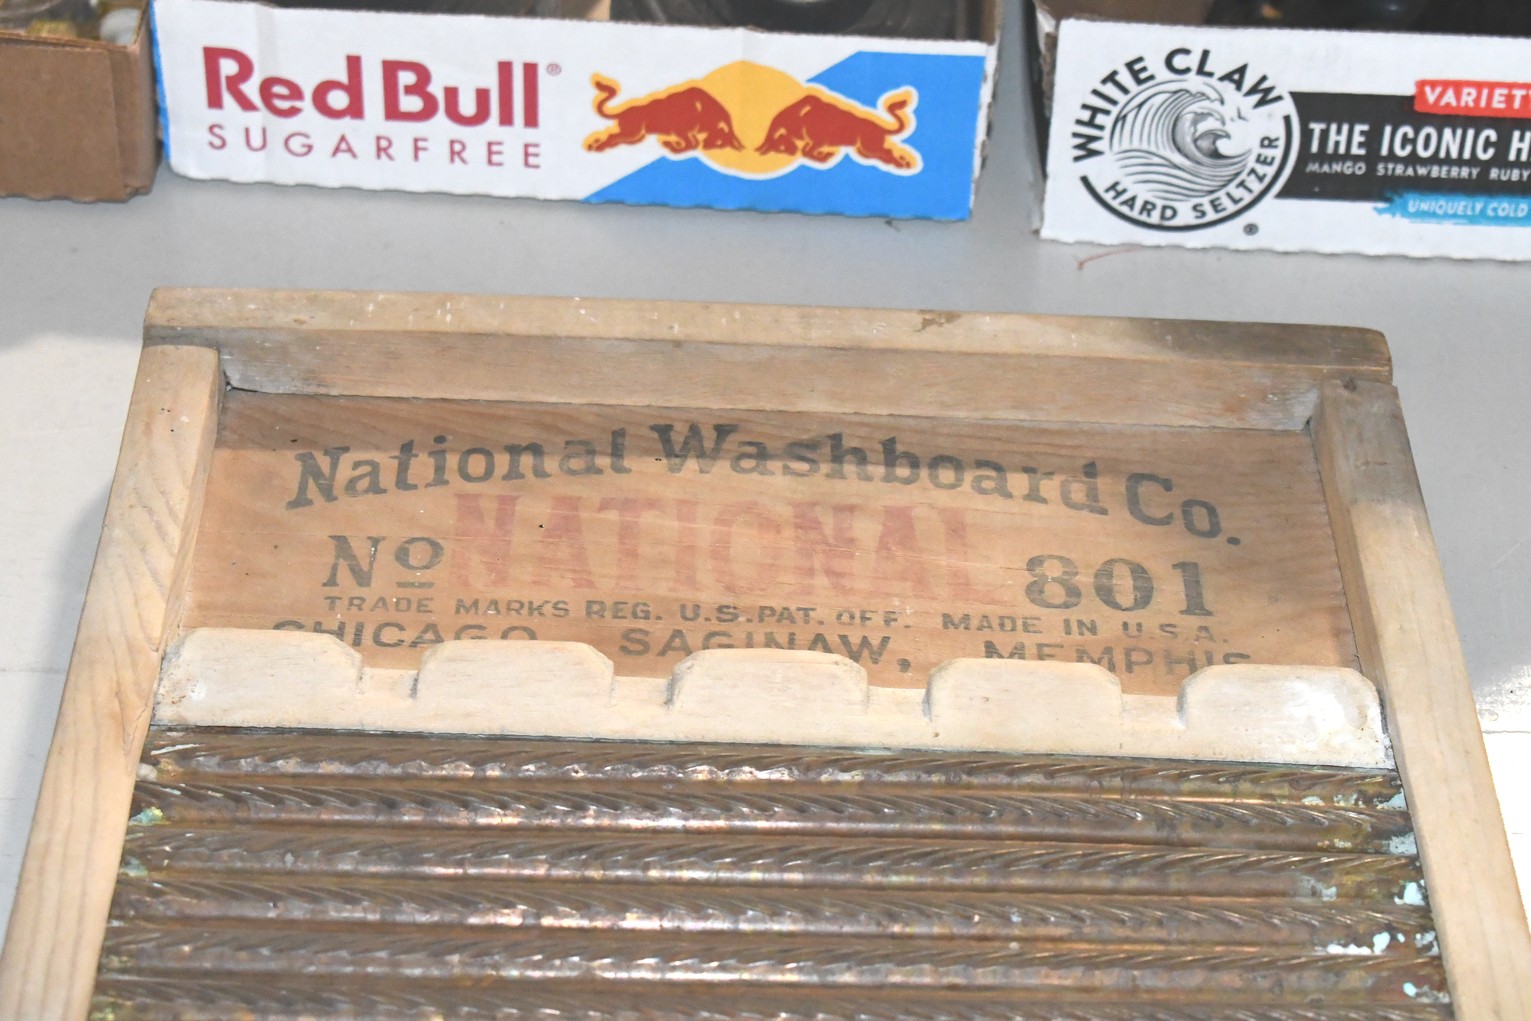 Red Bull®
SUGARFREE
WHITE CLAW
HARD SELTZER
®
VARIETY
THE ICONIC
MANGO STRAWBERRY RUBY
UNIQUELY COLD
National Washboard Co.
NATIONAL
No 801
TRADE MARKS REG. U.S. PAT. OFF. MADE IN U.S.A.
CHICAGO SAGINAW, MEMPHIS